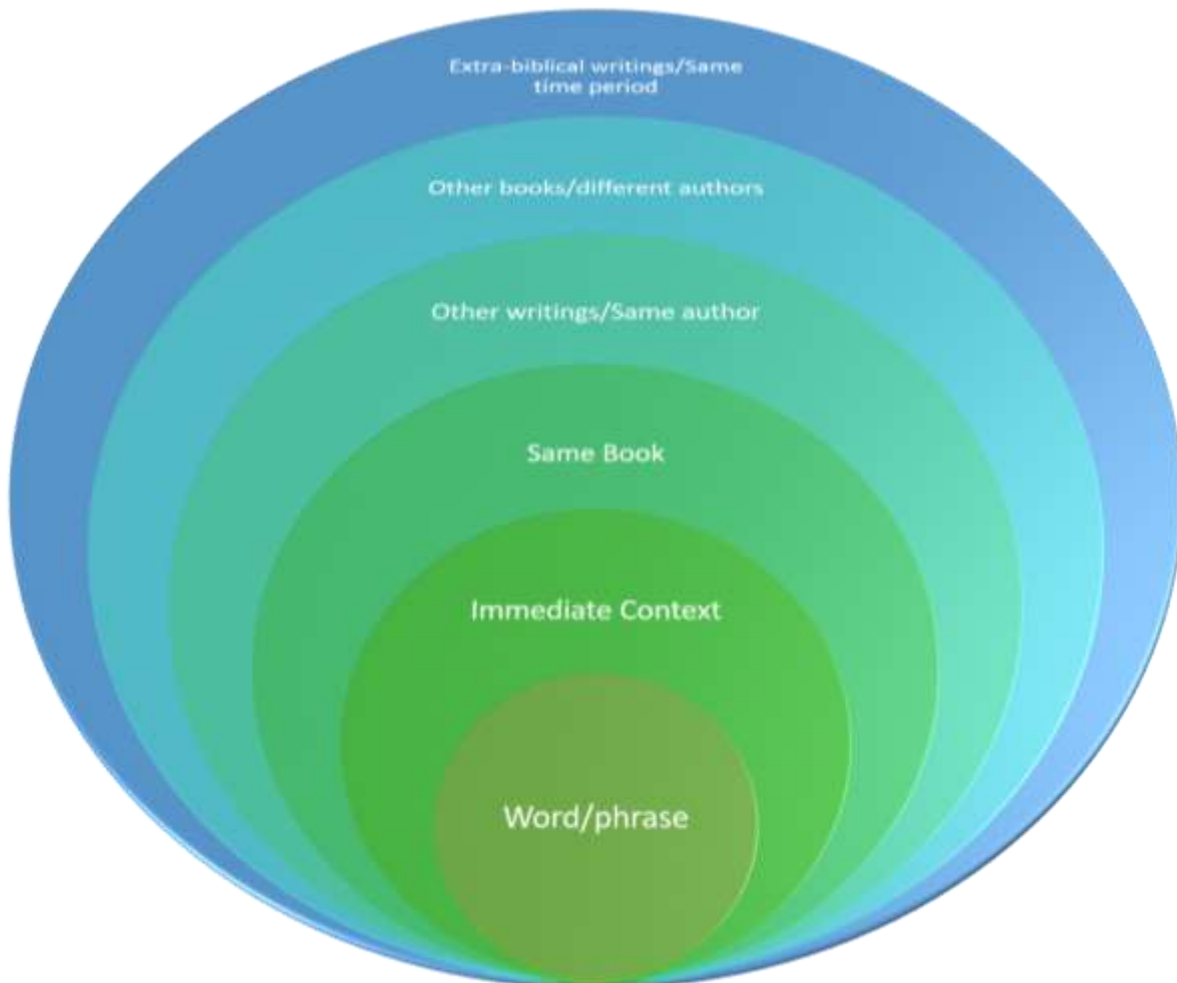 Extra-biblical writings/Same
time period
Other books/different authors
Other writings/Same author
Same Book
Immediate Context
Word/phrase